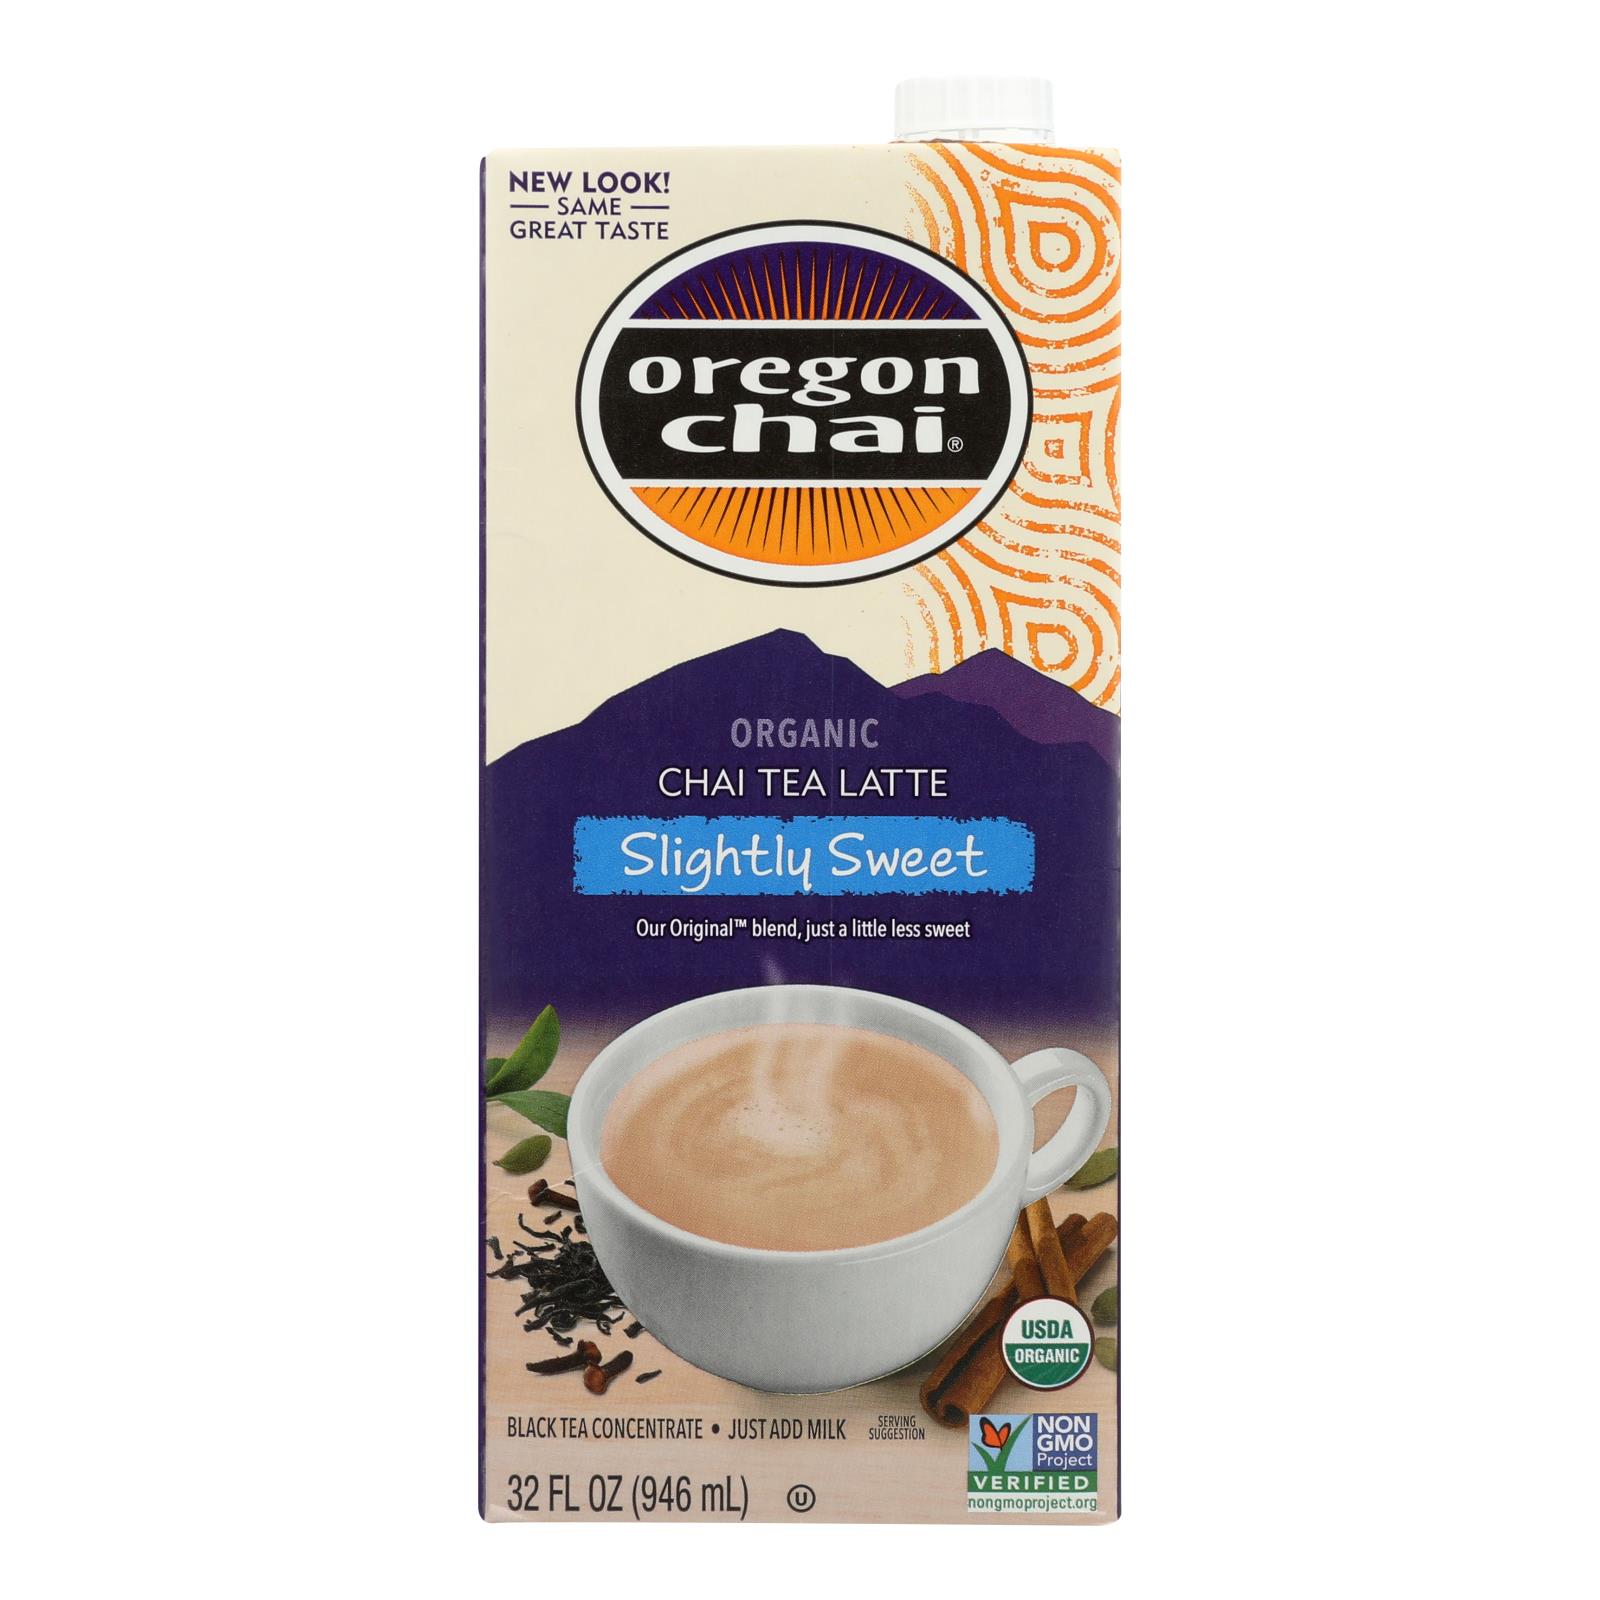 NEW LOOK!
SAME
GREAT TASTE
oregon
chai®
ORGANIC
CHAI TEA LATTE
Slightly Sweet
Our Original™ blend, just a little less sweet
USDA
ORGANIC
BLACK TEA CONCENTRATE • JUST ADD MILK
SERVING
SUGGESTION
NON
GMO
Project
VERIFIED
nongmoproject.org
32 FL OZ (946 mL)
U